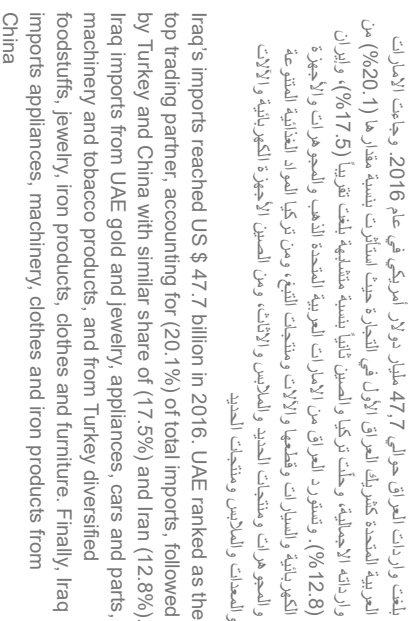 بلغت واردات العراق حوالي 47,7 مليار دولار امريكي في عام 2016. وجاءت الامارات
العربية المتحدة كشريك العراق الأول في التجارة حيث استأثرت بنسبة مقدارها (20.1%) من
وارداته الاجمالية، وحلّت تركيا والصين ثانياً بنسبة متشابهة بلغت تقريباً (17.5%)، وايران
(12.8%). وتستورد العراق من الامارات العربية المتحدة الذهب والمجوهرات والأجهزة
الكهربائية والسيارات وقطعها والآلات ومنتجات التبغ، ومن تركيا المواد الغذائية المتنوعة
والمجوهرات ومنتجات الحديد والملابس والاثاث، ومن الصين الأجهزة الكهربائية والآلات
والمعدات والملابس ومنتجات الحديد
Iraq's imports reached US $ 47.7 billion in 2016. UAE ranked as the
top trading partner, accounting for (20.1%) of total imports, followed
by Turkey and China with similar share of (17.5%) and Iran (12.8%).
Iraq imports from UAE gold and jewelry, appliances, cars and parts,
machinery and tobacco products, and from Turkey diversified
foodstuffs, jewelry, iron products, clothes and furniture. Finally, Iraq
imports appliances, machinery, clothes and iron products from
China